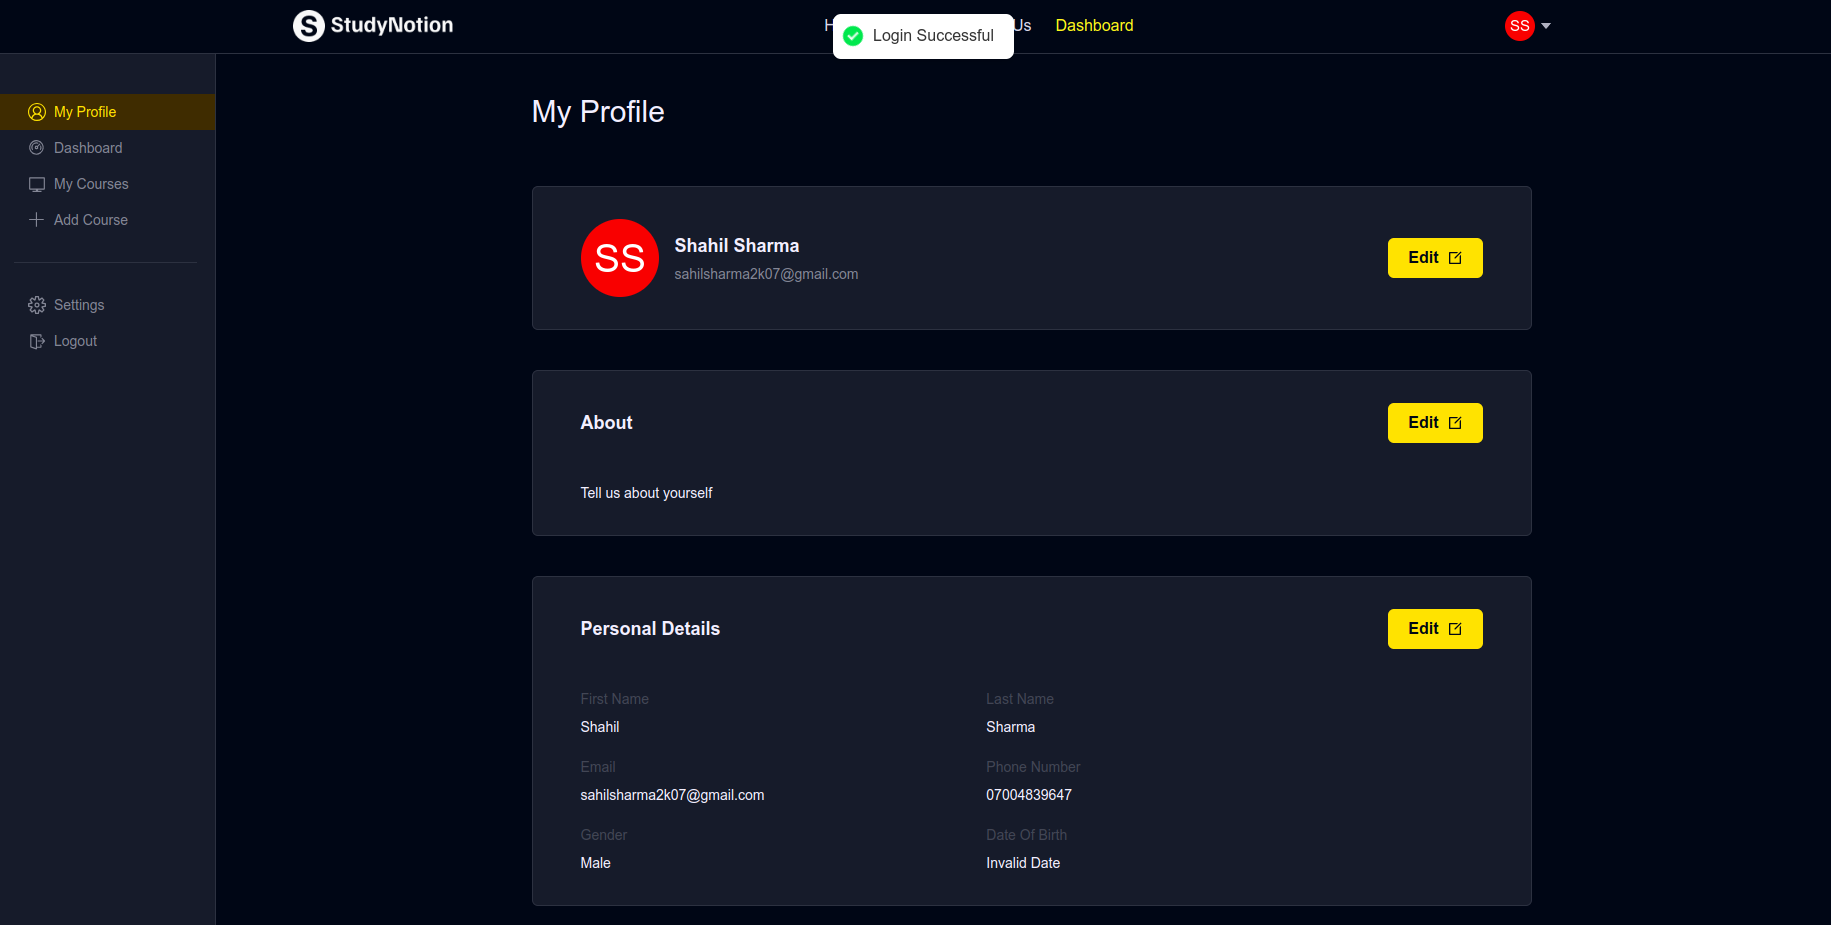 StudyNotion
Login Successful
Us
Dashboard
SS
My Profile
Dashboard
My Courses
Add Course
Settings
Logout
My Profile
SS
Shahil Sharma
sahilsharma2k07@gmail.com
Edit
About
Edit
Tell us about yourself
Personal Details
Edit
First Name
Last Name
Shahil
Sharma
Email
Phone Number
sahilsharma2k07@gmail.com
07004839647
Gender
Date Of Birth
Male
Invalid Date